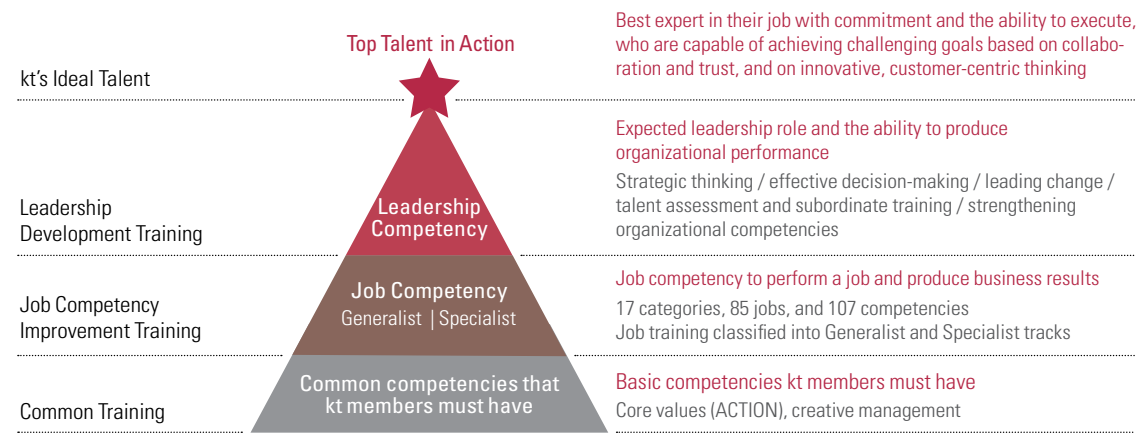 Top Talent in Action
kt's Ideal Talent
Best expert in their job with commitment and the ability to execute,
who are capable of achieving challenging goals based on collabo-
ration and trust, and on innovative, customer-centric thinking
Leadership
Development Training
Leadership
Competency
Expected leadership role and the ability to produce
organizational performance
Strategic thinking / effective decision-making / leading change /
talent assessment and subordinate training / strengthening
organizational competencies
Job Competency
Improvement Training
Job Competency
Generalist | Specialist
Job competency to perform a job and produce business results
17 categories, 85 jobs, and 107 competencies
Job training classified into Generalist and Specialist tracks
Common Training
Common competencies that
kt members must have
Basic competencies kt members must have
Core values (ACTION), creative management